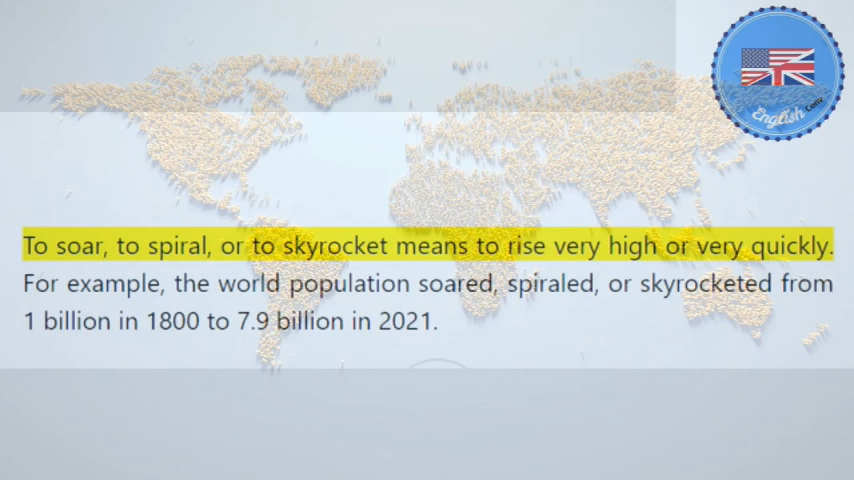 English Conv
To soar, to spiral, or to skyrocket means to rise very high or very quickly.
For example, the world population soared, spiraled, or skyrocketed from
1 billion in 1800 to 7.9 billion in 2021.